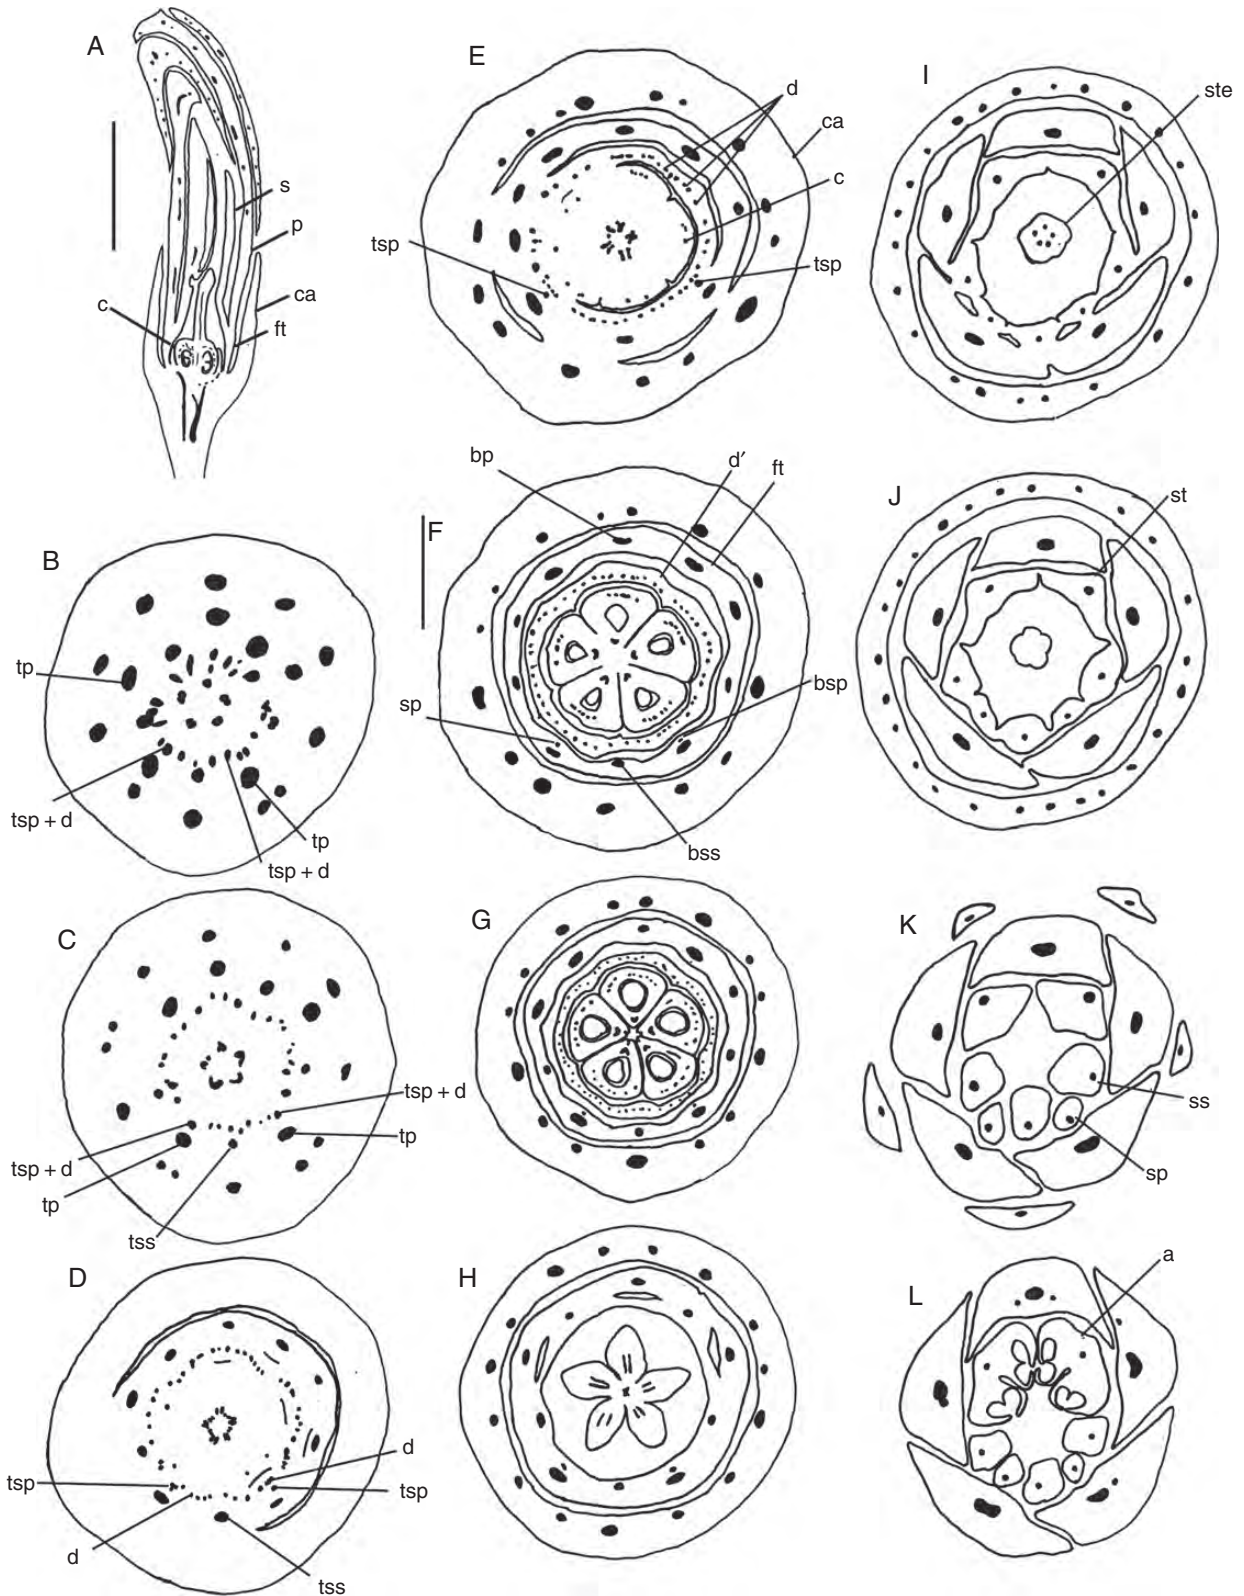 A
s
p
ca
c
ft
B
tp
tsp + d
tp
tsp + d
C
tsp + d
tp
tsp + d
tp
tss
D
d
tsp
tsp
d
tss
E
d
ca
c
tsp
tsp
bp
d′
ft
F
sp
bsp
bss
G
H
I
ste
J
st
K
ss
sp
L
a